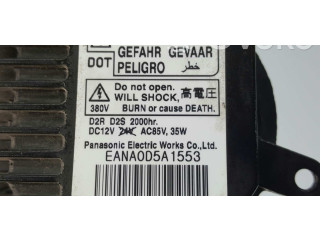 DOT
GEFAHR GEVAAR
PELIGRO خطر
Do not open.
WILL SHOCK, 高電圧
380V BURN or cause DEATH.
D2R D2S 2000hr.
DC12V 24V AC85V, 35W
Panasonic Electric Works Co., Ltd.
EANA0D5A1553